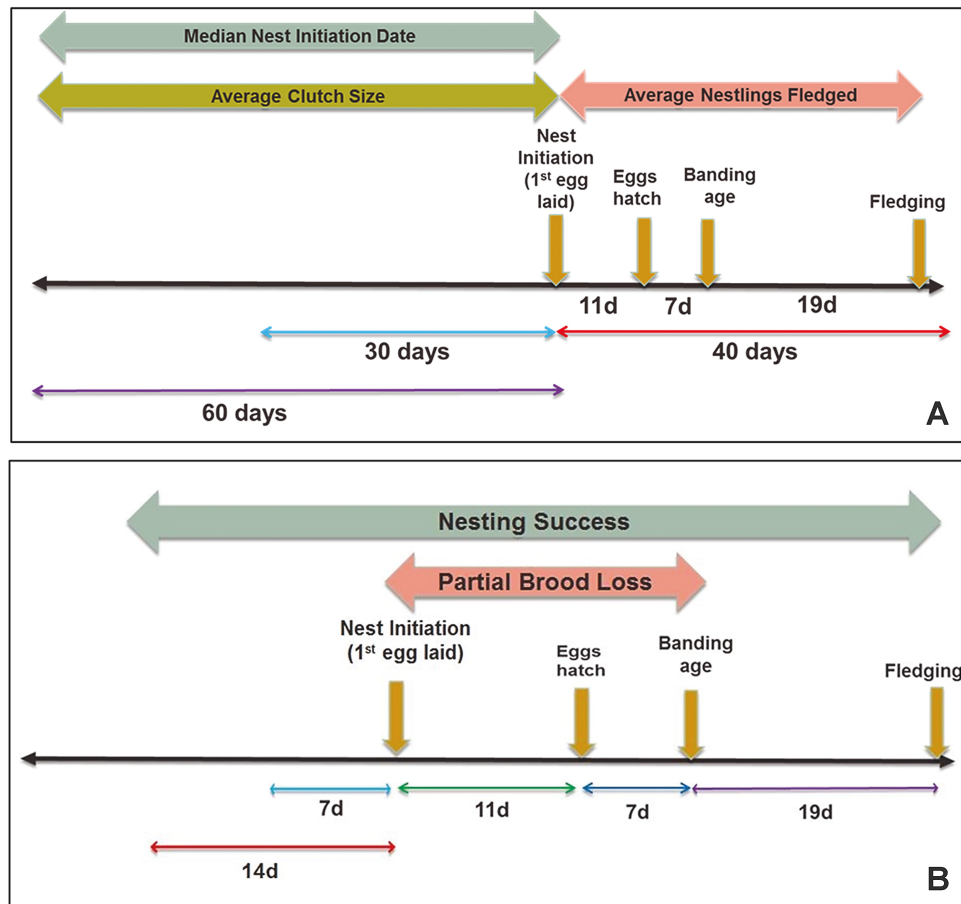 Median Nest Initiation Date
Average Clutch Size
Average Nestlings Fledged
Nest
Initiation
(1st egg
laid)
Eggs
hatch
Banding
age
Fledging
11d
7d
19d
30 days
40 days
60 days
A
Nesting Success
Partial Brood Loss
Nest Initiation
(1st egg laid)
Eggs
hatch
Banding
age
Fledging
7d
11d
7d
19d
14d
B